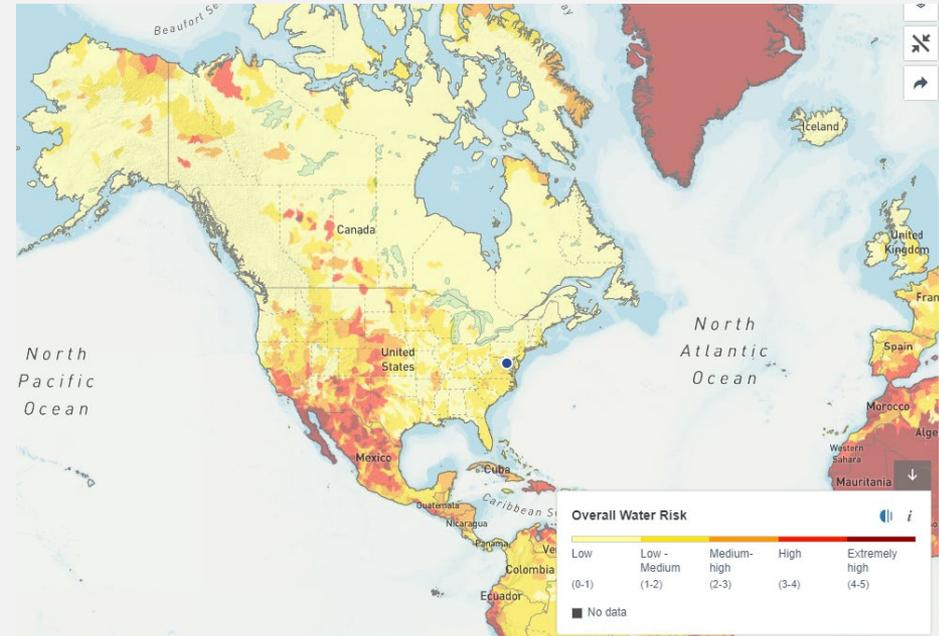 Beaufort Se
ay
Iceland
Canada
United
Kingdom
Fran
North
Pacific
Ocean
United
States
North
Atlantic
Ocean
Spain
Morocco
Alge
Western
Sahara
Mauritania
Mexico
Cuba
Guatemala
Caribbean S
Nicaragua
Panama
Ve
Colombia
Ecuador
Overall Water Risk
i
Low
Low -
Medium
Medium-
high
High
Extremely
high
(0-1)
(1-2)
(2-3)
(3-4)
(4-5)
No data